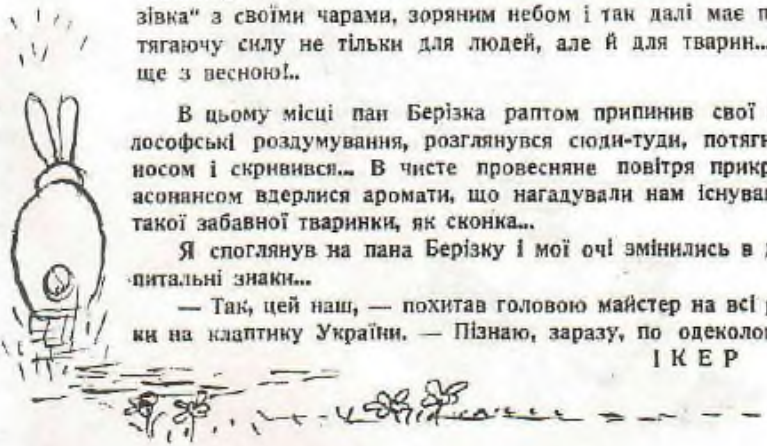 зівка" з своїми чарами, зоряним небом і так далі має п
тягаючу силу не тільки для людей, але й для тварин...
ще з весною!..
В цьому місці пан Берізка раптом припинив свої
лософські роздумування, розглянувся сюди-туди, потягн
носом і скривився... В чисте провесняне повітря прикр
асонансом вдерлися аромати, що нагадували нам існува
такої забавної тваринки, як сконка...
Я споглянув на пана Берізку і мої очі змінились в
питальні знаки...
— Так, цей наш, — похитав головою майстер на всі р
ки на клаптику України. — Пізнаю, заразу, по одеколо
ІКЕР